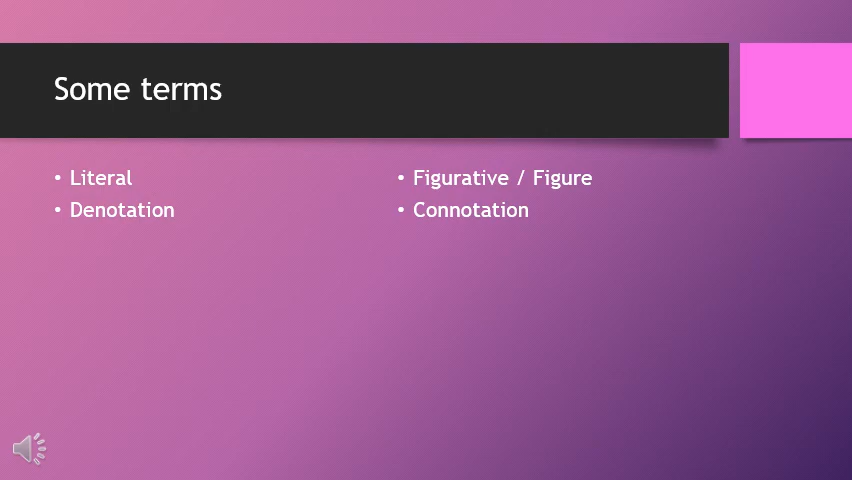 Some terms
• Literal
• Denotation
• Figurative / Figure
• Connotation